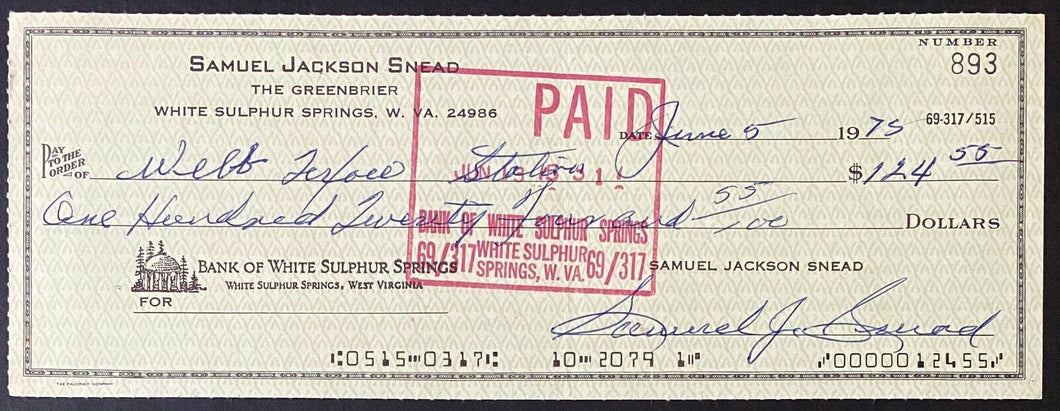 NUMBER
893
SAMUEL JACKSON SNEAD
THE GREENBRIER
WHITE SULPHUR SPRINGS, W. VA. 24986
PAID
DATE June 5 1975
69-317/515
PAY TO THE ORDER OF Webb Texaco Station $124 55
JUN
One Hundred Twenty Four and 55/100 DOLLARS
BANK OF WHITE SULPHUR SPRINGS
69/317 WHITE SULPHUR SPRINGS, W. VA. 69/317
BANK OF WHITE SULPHUR SPRINGS
WHITE SULPHUR SPRINGS, WEST VIRGINIA
SAMUEL JACKSON SNEAD
FOR
Samuel J. Snead
⑆0515⑉0317⑆ 10⑉2079 1⑈ ⑇0000012455⑇
THE FALCONER COMPANY